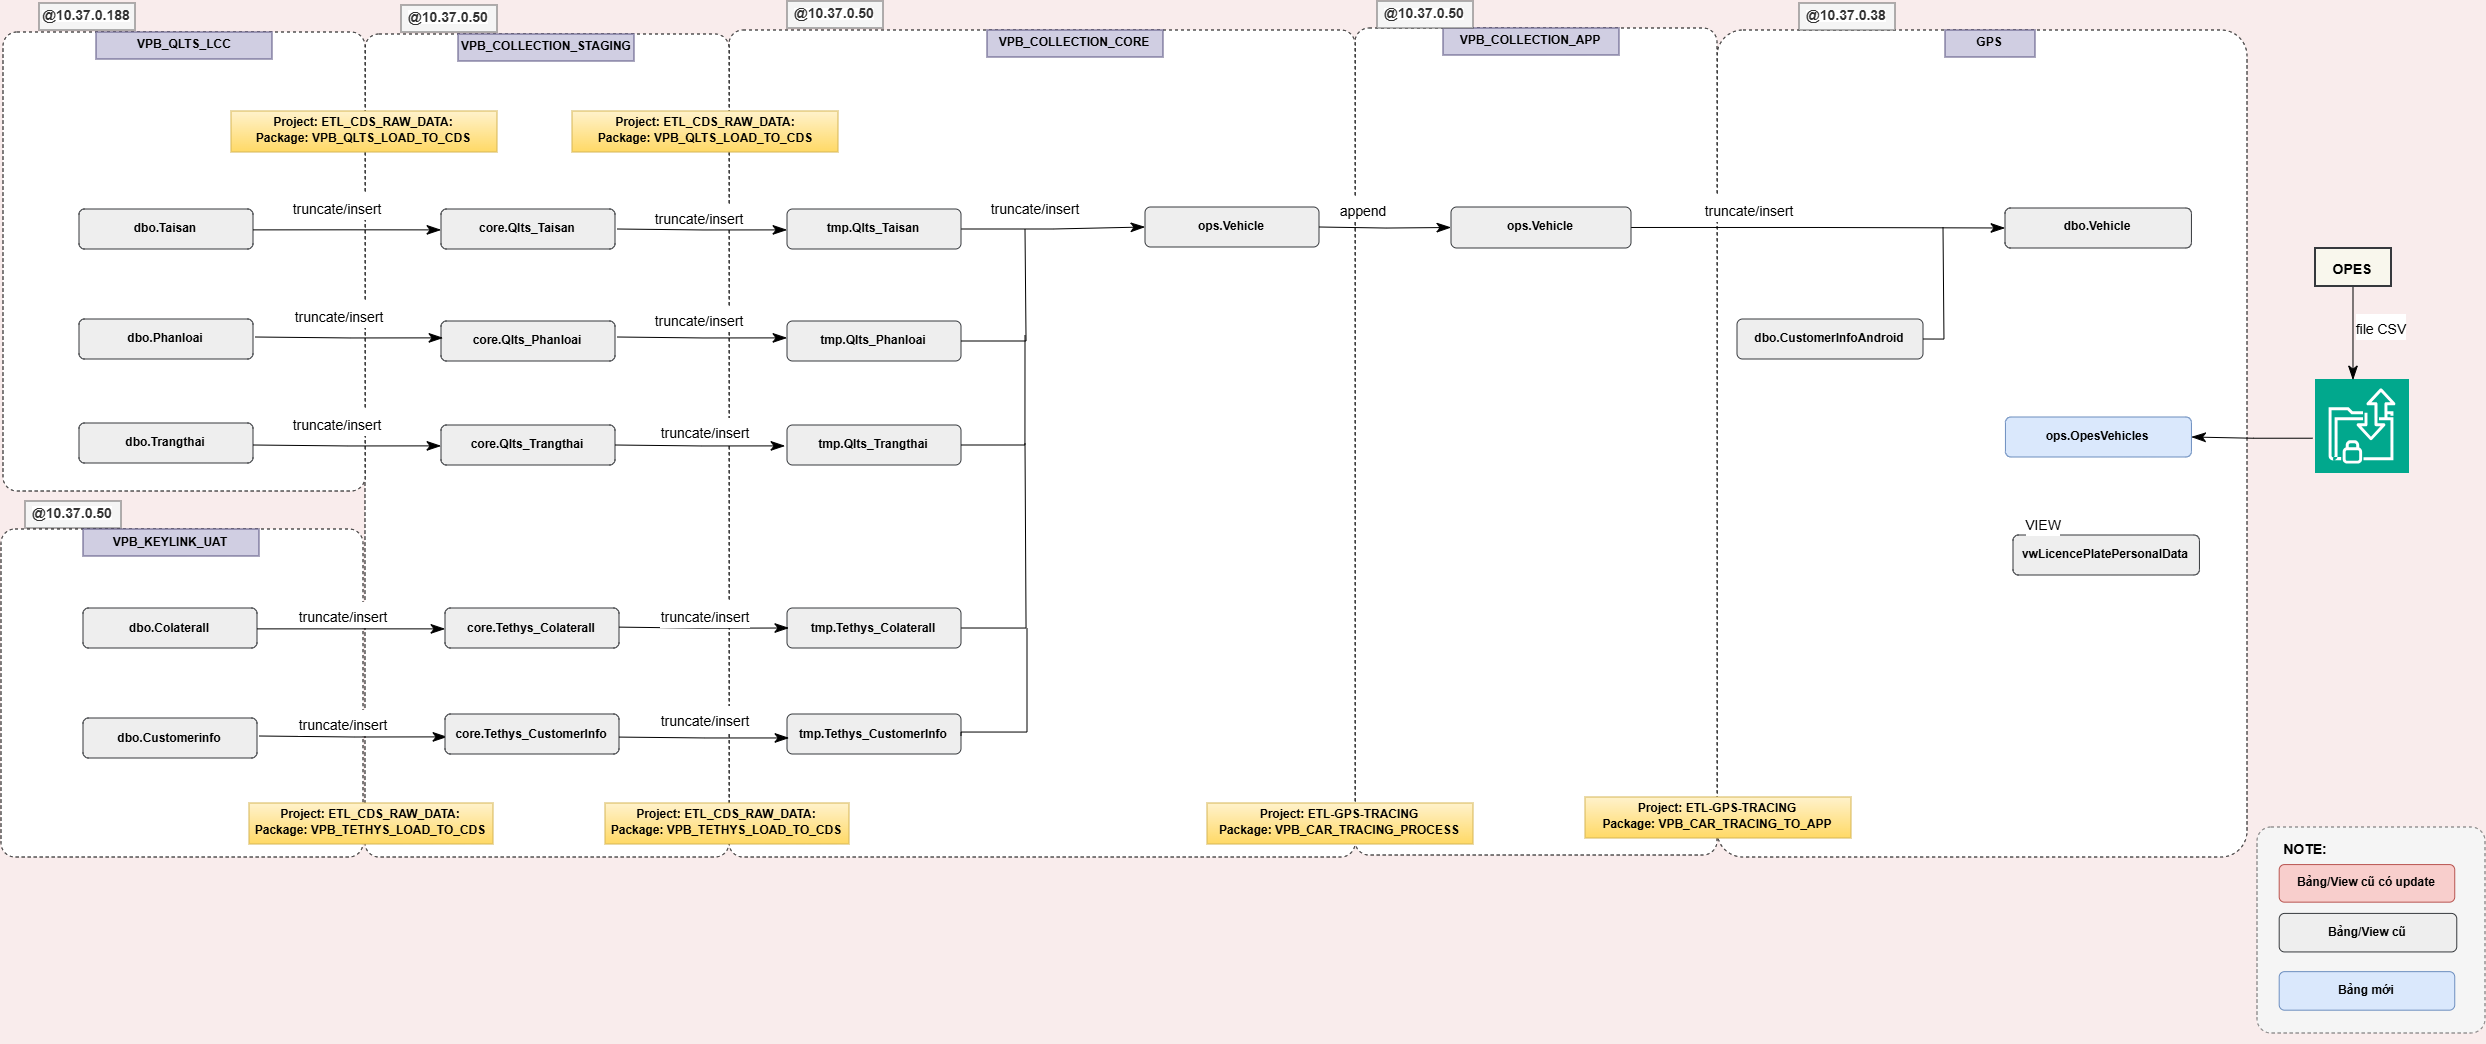 @10.37.0.188
@10.37.0.50
@10.37.0.50
@10.37.0.50
@10.37.0.38
VPB_QLTS_LCC
VPB_COLLECTION_STAGING
VPB_COLLECTION_CORE
VPB_COLLECTION_APP
GPS
Project: ETL_CDS_RAW_DATA:
Package: VPB_QLTS_LOAD_TO_CDS
Project: ETL_CDS_RAW_DATA:
Package: VPB_QLTS_LOAD_TO_CDS
dbo.Taisan
truncate/insert
core.Qlts_Taisan
truncate/insert
tmp.Qlts_Taisan
truncate/insert
ops.Vehicle
append
ops.Vehicle
truncate/insert
dbo.Vehicle
OPES
file CSV
dbo.Phanloai
truncate/insert
core.Qlts_Phanloai
truncate/insert
tmp.Qlts_Phanloai
dbo.CustomerInfoAndroid
dbo.Trangthai
truncate/insert
core.Qlts_Trangthai
truncate/insert
tmp.Qlts_Trangthai
ops.OpesVehicles
@10.37.0.50
VPB_KEYLINK_UAT
VIEW
vwLicencePlatePersonalData
dbo.Colaterall
truncate/insert
core.Tethys_Colaterall
truncate/insert
tmp.Tethys_Colaterall
dbo.Customerinfo
truncate/insert
core.Tethys_CustomerInfo
truncate/insert
tmp.Tethys_CustomerInfo
Project: ETL_CDS_RAW_DATA:
Package: VPB_TETHYS_LOAD_TO_CDS
Project: ETL_CDS_RAW_DATA:
Package: VPB_TETHYS_LOAD_TO_CDS
Project: ETL-GPS-TRACING
Package: VPB_CAR_TRACING_PROCESS
Project: ETL-GPS-TRACING
Package: VPB_CAR_TRACING_TO_APP
NOTE:
Bảng/View cũ có update
Bảng/View cũ
Bảng mới